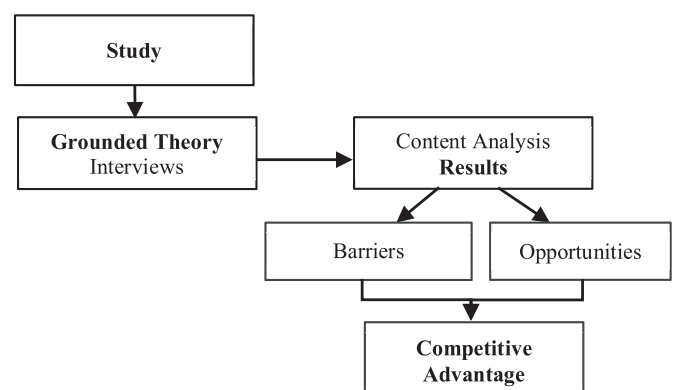 Study
Grounded Theory
Interviews
Content Analysis
Results
Barriers
Opportunities
Competitive
Advantage